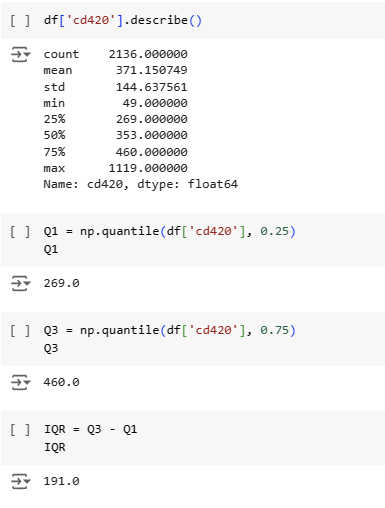 [ ] df['cd420'].describe()
count    2136.000000
mean      371.150749
std       144.637561
min        49.000000
25%       269.000000
50%       353.000000
75%       460.000000
max      1119.000000
Name: cd420, dtype: float64
[ ] Q1 = np.quantile(df['cd420'], 0.25)
Q1
269.0
[ ] Q3 = np.quantile(df['cd420'], 0.75)
Q3
460.0
[ ] IQR = Q3 - Q1
IQR
191.0